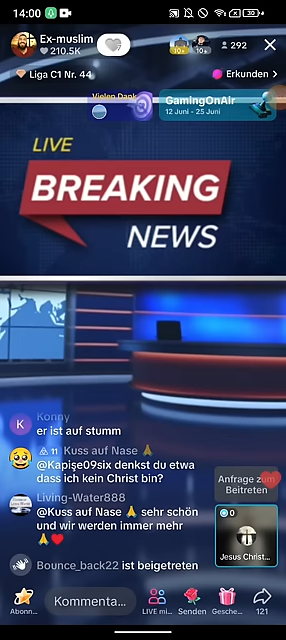 14:00
Ex-muslim
210.5K
10+
10+
292
Liga C1 Nr. 44
Erkunden
Vielen Dank
GamingOnAir
12 Juni - 25 Juni
LIVE
BREAKING
NEWS
Konny
er ist auf stumm
11 Kuss auf Nase 🙏
@Kapişe09six denkst du etwa
dass ich kein Christ bin?
Living-Water888
@Kuss auf Nase 🙏 sehr schön
und wir werden immer mehr
🙏❤️
Bounce_back22 ist beigetreten
Anfrage zum
Beitreten
0
Jesus Christ...
Abonn...
Kommenta...
LIVE mi...
Senden
Gesche...
121